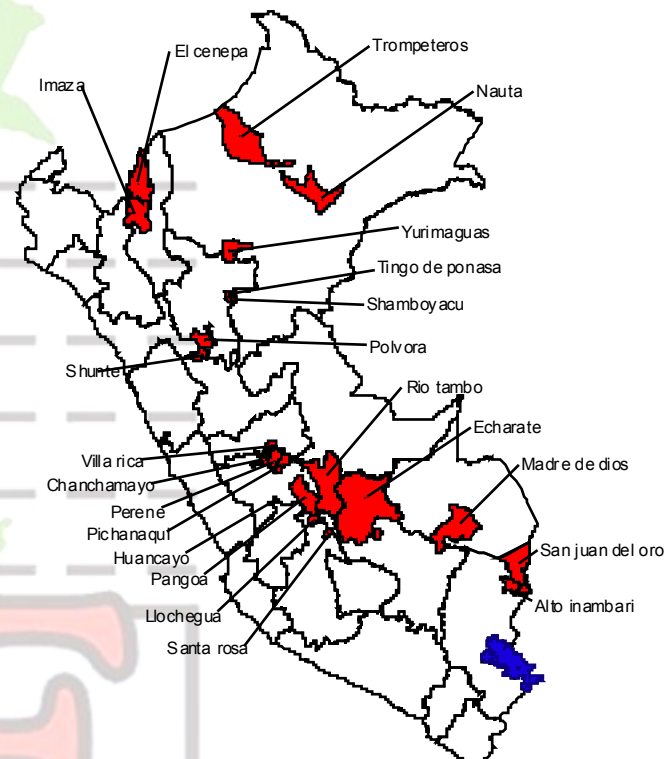 El cenepa
Trompeteros
Imaza
Nauta
Yurimaguas
Tingo de ponasa
Shamboyacu
Polvora
Shunte
Rio tambo
Echarate
Villa rica
Madre de dios
Chanchamayo
Perene
Pichanaqui
Huancayo
San juan del oro
Pangoa
Alto inambari
Llochegua
Santa rosa